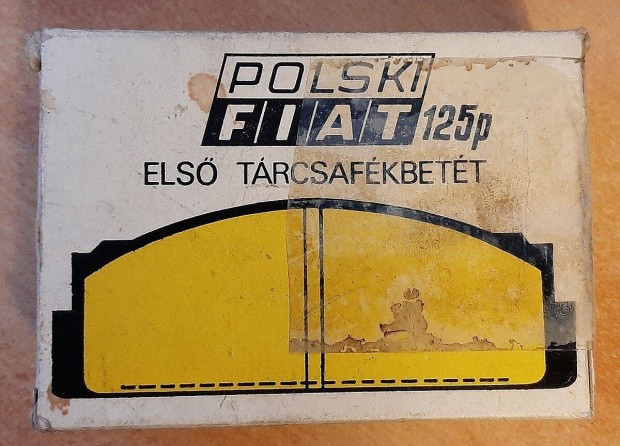 POLSKI
FIAT 125p
ELSŐ TÁRCSAFÉKBETÉT